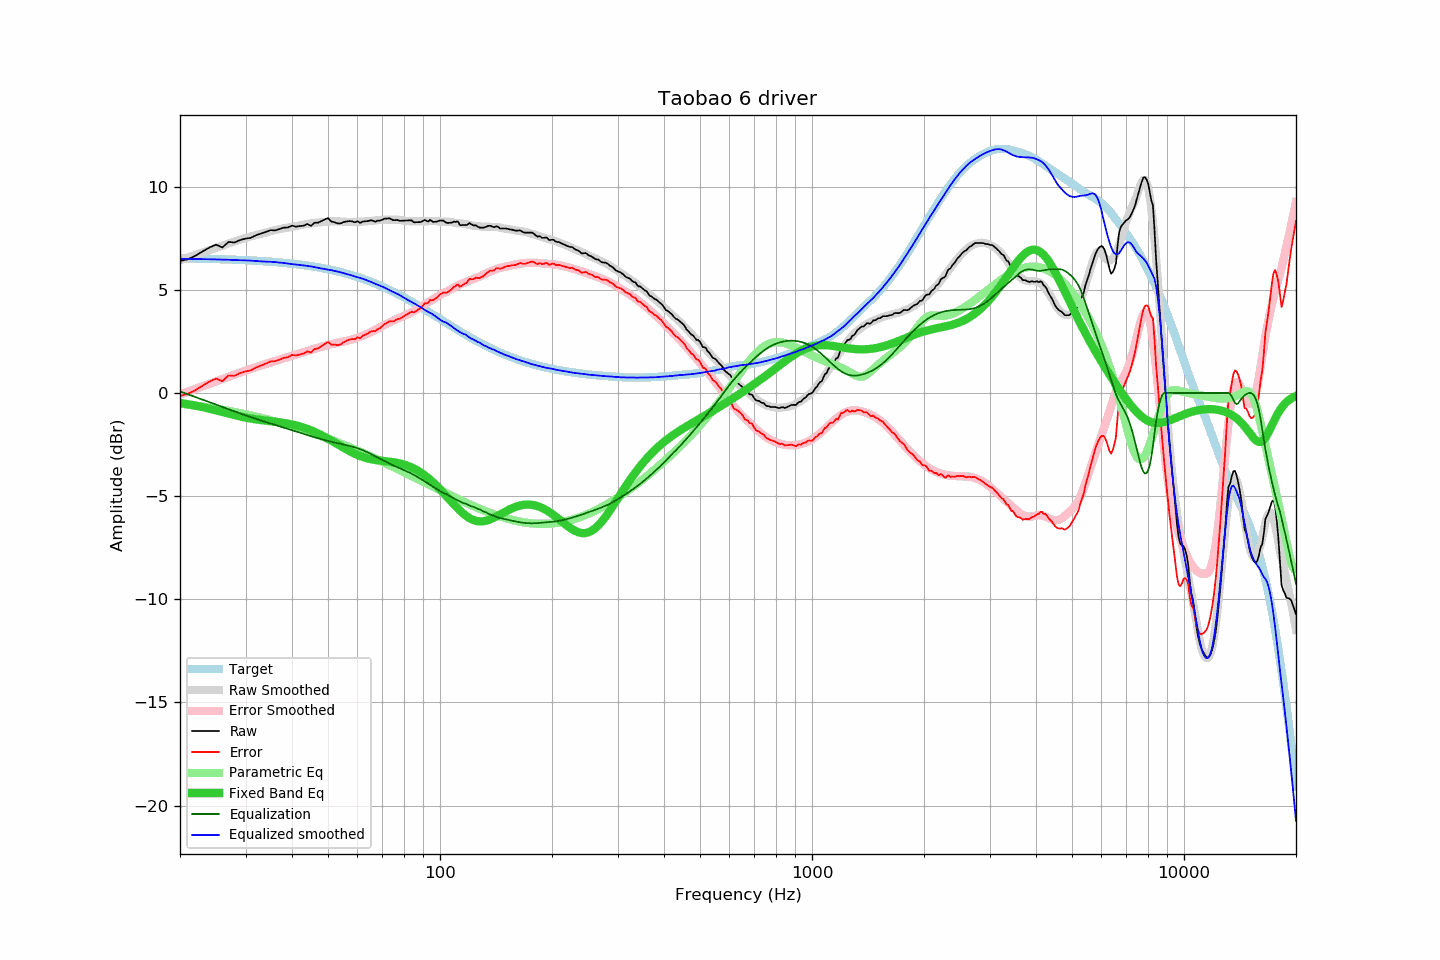 Taobao 6 driver
Amplitude (dBr)
10
5
0
−5
−10
−15
−20
Target
Raw Smoothed
Error Smoothed
Raw
Error
Parametric Eq
Fixed Band Eq
Equalization
Equalized smoothed
100
1000
10000
Frequency (Hz)